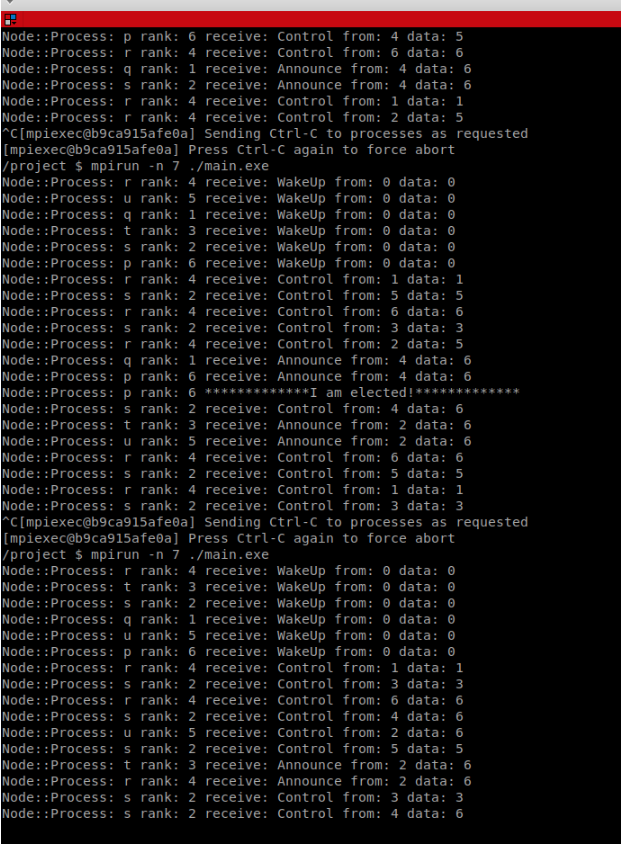 Node::Process: p rank: 6 receive: Control from: 4 data: 5
Node::Process: r rank: 4 receive: Control from: 6 data: 6
Node::Process: q rank: 1 receive: Announce from: 4 data: 6
Node::Process: s rank: 2 receive: Announce from: 4 data: 6
Node::Process: r rank: 4 receive: Control from: 1 data: 1
Node::Process: r rank: 4 receive: Control from: 2 data: 5
^C[mpiexec@b9ca915afe0a] Sending Ctrl-C to processes as requested
[mpiexec@b9ca915afe0a] Press Ctrl-C again to force abort
/project $ mpirun -n 7 ./main.exe
Node::Process: r rank: 4 receive: WakeUp from: 0 data: 0
Node::Process: u rank: 5 receive: WakeUp from: 0 data: 0
Node::Process: q rank: 1 receive: WakeUp from: 0 data: 0
Node::Process: t rank: 3 receive: WakeUp from: 0 data: 0
Node::Process: s rank: 2 receive: WakeUp from: 0 data: 0
Node::Process: p rank: 6 receive: WakeUp from: 0 data: 0
Node::Process: r rank: 4 receive: Control from: 1 data: 1
Node::Process: s rank: 2 receive: Control from: 5 data: 5
Node::Process: r rank: 4 receive: Control from: 6 data: 6
Node::Process: s rank: 2 receive: Control from: 3 data: 3
Node::Process: r rank: 4 receive: Control from: 2 data: 5
Node::Process: q rank: 1 receive: Announce from: 4 data: 6
Node::Process: p rank: 6 receive: Announce from: 4 data: 6
Node::Process: p rank: 6 *************I am elected!*************
Node::Process: s rank: 2 receive: Control from: 4 data: 6
Node::Process: t rank: 3 receive: Announce from: 2 data: 6
Node::Process: u rank: 5 receive: Announce from: 2 data: 6
Node::Process: r rank: 4 receive: Control from: 6 data: 6
Node::Process: s rank: 2 receive: Control from: 5 data: 5
Node::Process: r rank: 4 receive: Control from: 1 data: 1
Node::Process: s rank: 2 receive: Control from: 3 data: 3
^C[mpiexec@b9ca915afe0a] Sending Ctrl-C to processes as requested
[mpiexec@b9ca915afe0a] Press Ctrl-C again to force abort
/project $ mpirun -n 7 ./main.exe
Node::Process: r rank: 4 receive: WakeUp from: 0 data: 0
Node::Process: t rank: 3 receive: WakeUp from: 0 data: 0
Node::Process: s rank: 2 receive: WakeUp from: 0 data: 0
Node::Process: q rank: 1 receive: WakeUp from: 0 data: 0
Node::Process: u rank: 5 receive: WakeUp from: 0 data: 0
Node::Process: p rank: 6 receive: WakeUp from: 0 data: 0
Node::Process: r rank: 4 receive: Control from: 1 data: 1
Node::Process: s rank: 2 receive: Control from: 3 data: 3
Node::Process: r rank: 4 receive: Control from: 6 data: 6
Node::Process: s rank: 2 receive: Control from: 4 data: 6
Node::Process: u rank: 5 receive: Control from: 2 data: 6
Node::Process: s rank: 2 receive: Control from: 5 data: 5
Node::Process: t rank: 3 receive: Announce from: 2 data: 6
Node::Process: r rank: 4 receive: Announce from: 2 data: 6
Node::Process: s rank: 2 receive: Control from: 3 data: 3
Node::Process: s rank: 2 receive: Control from: 4 data: 6